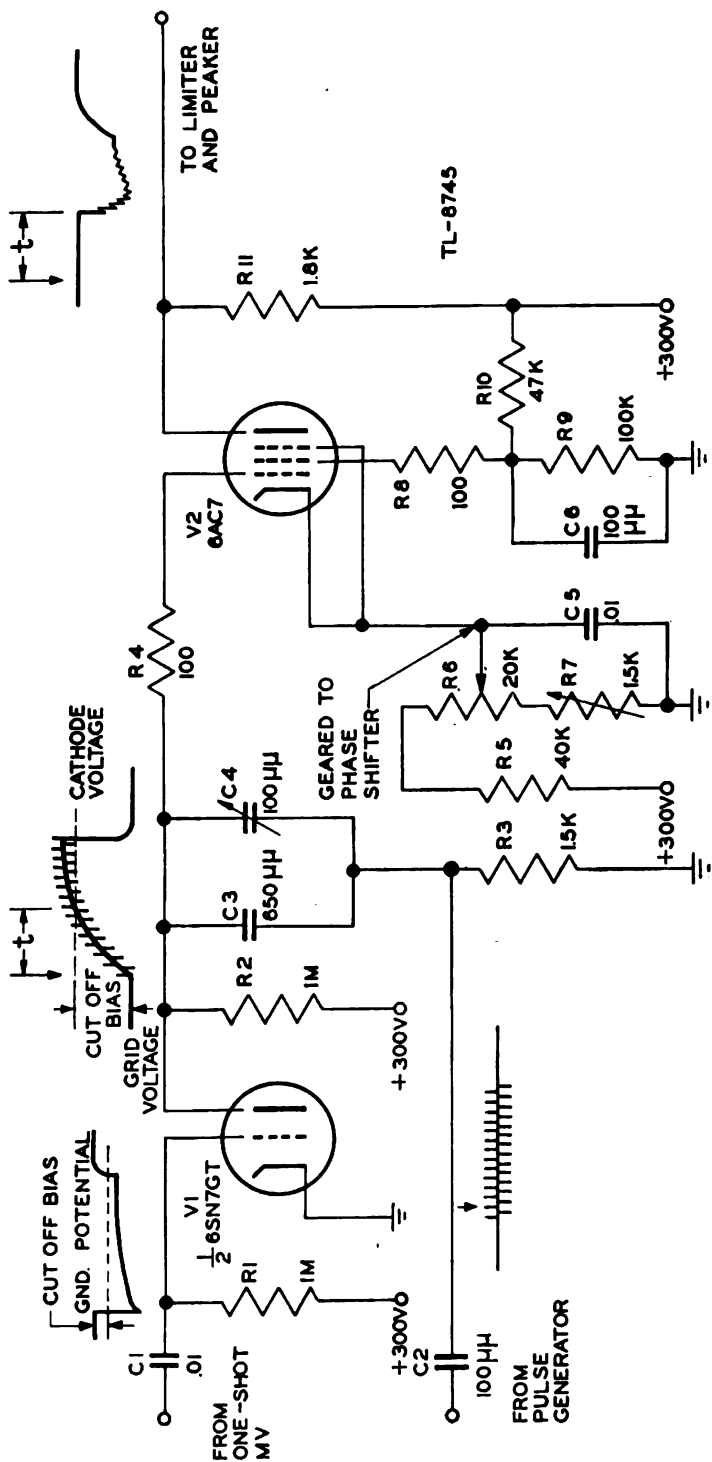 CUT OFF BIAS
GND. POTENTIAL
C1
.01
FROM
ONE-SHOT
MV
R1
1M
+300V
V1
1/2 6SN7GT
t
CUT OFF
BIAS
GRID
VOLTAGE
CATHODE
VOLTAGE
R2
1M
+300V
C3
650μμ
C4
100μμ
R4
100
C2
100μμ
FROM
PULSE
GENERATOR
R3
1.5K
GEARED TO
PHASE
SHIFTER
R5
40K
+300V
R6
20K
R7
1.5K
C5
.01
V2
6AC7
R8
100
C6
100
μμ
R9
100K
R10
47K
R11
1.8K
+300V
t
TO LIMITER
AND PEAKER
TL-8745